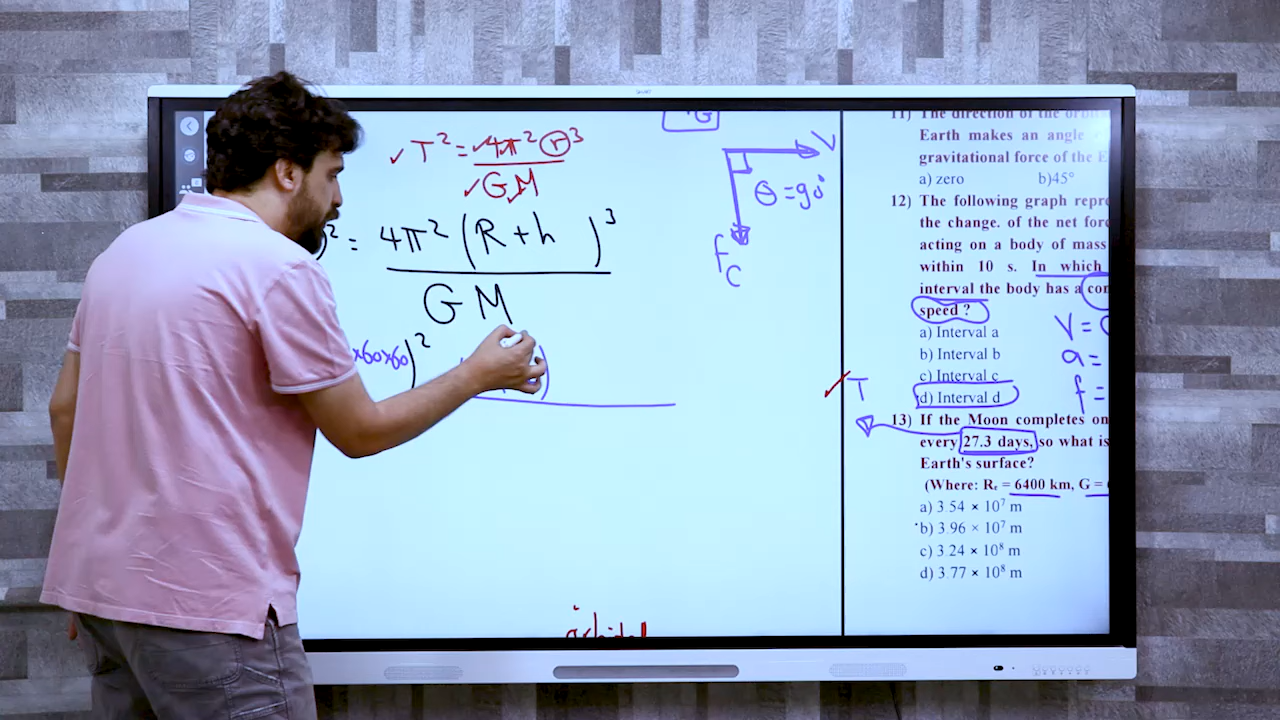 ✓ T² = ✓4π² r³
✓GM
)² = 4π² (R+h )³
GM
×60×60)²
V
θ = 90°
Fc
T
11) The direction of the orbit
Earth makes an angle
gravitational force of the E
a) zero b)45°
12) The following graph repre
the change. of the net for
acting on a body of mass
within 10 s. In which
interval the body has a con
speed ?
a) Interval a
b) Interval b
c) Interval c
d) Interval d
V =
a =
f =
13) If the Moon completes on
every 27.3 days, so what is
Earth's surface?
(Where: Rₑ = 6400 km, G =
a) 3.54 × 10⁷ m
b) 3.96 × 10⁷ m
c) 3.24 × 10⁸ m
d) 3.77 × 10⁸ m
orbital